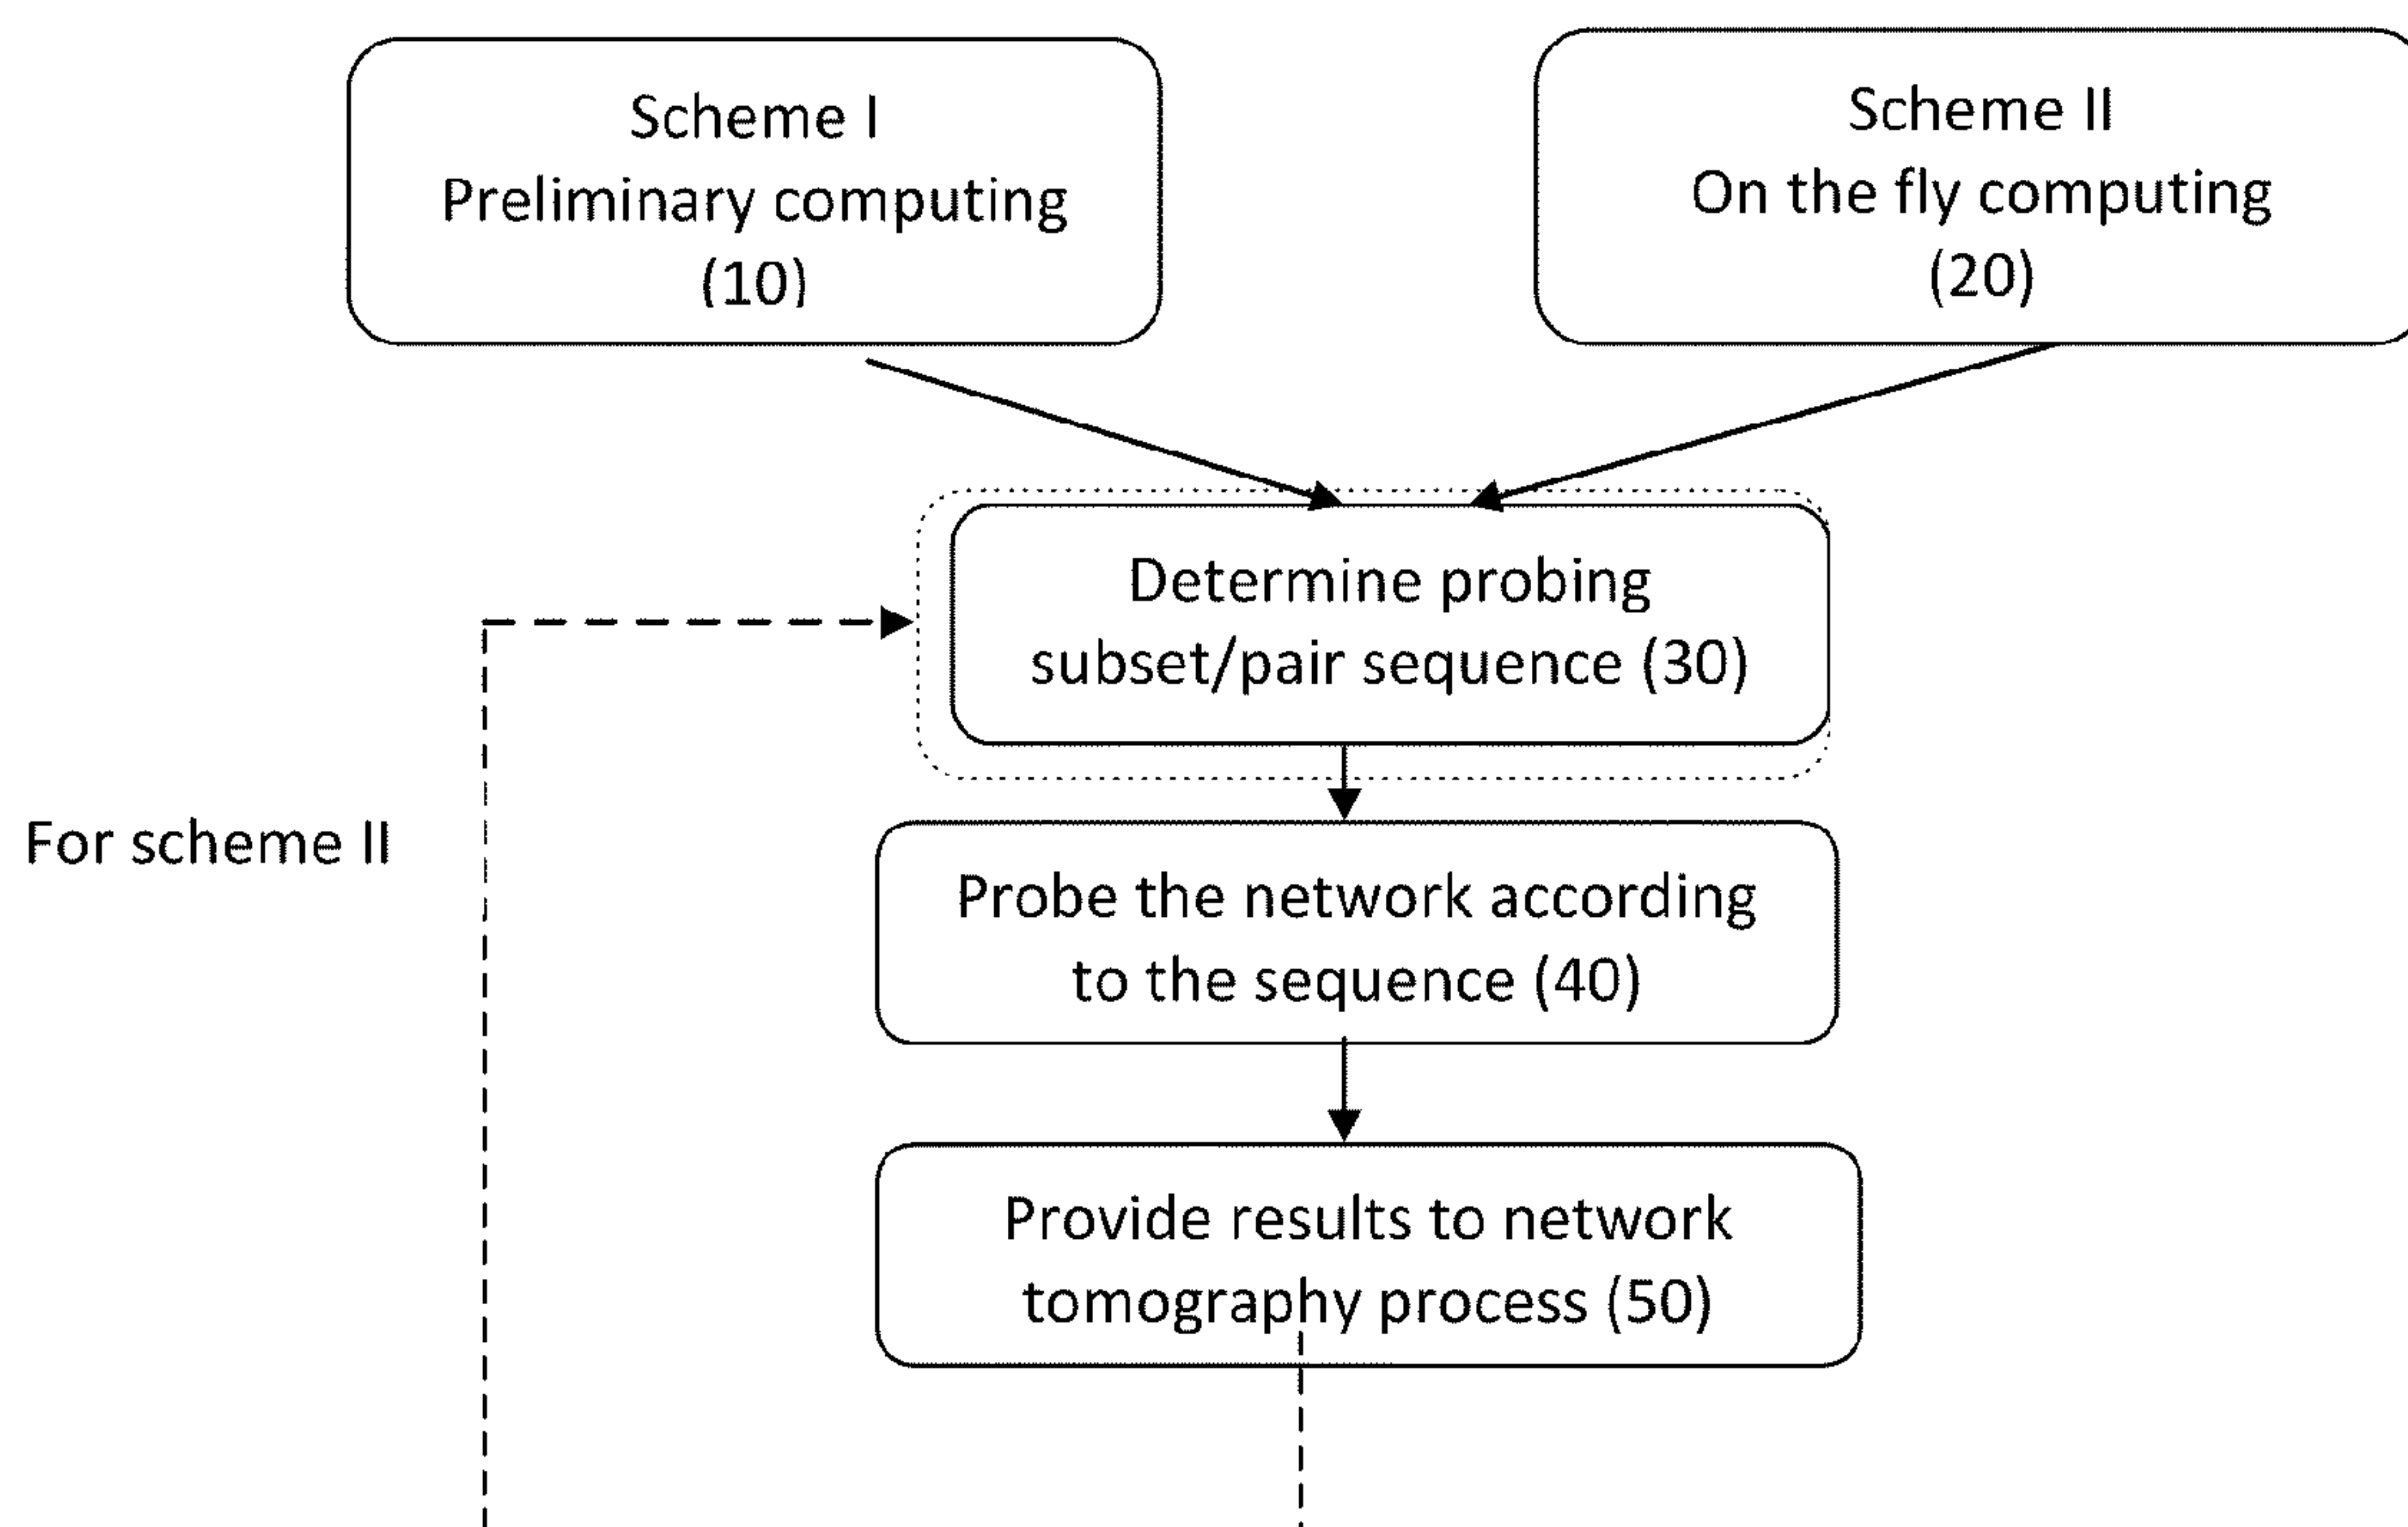 Scheme I
Preliminary computing
(10)
Scheme II
On the fly computing
(20)
Determine probing
subset/pair sequence (30)
For scheme II
Probe the network according
to the sequence (40)
Provide results to network
tomography process (50)